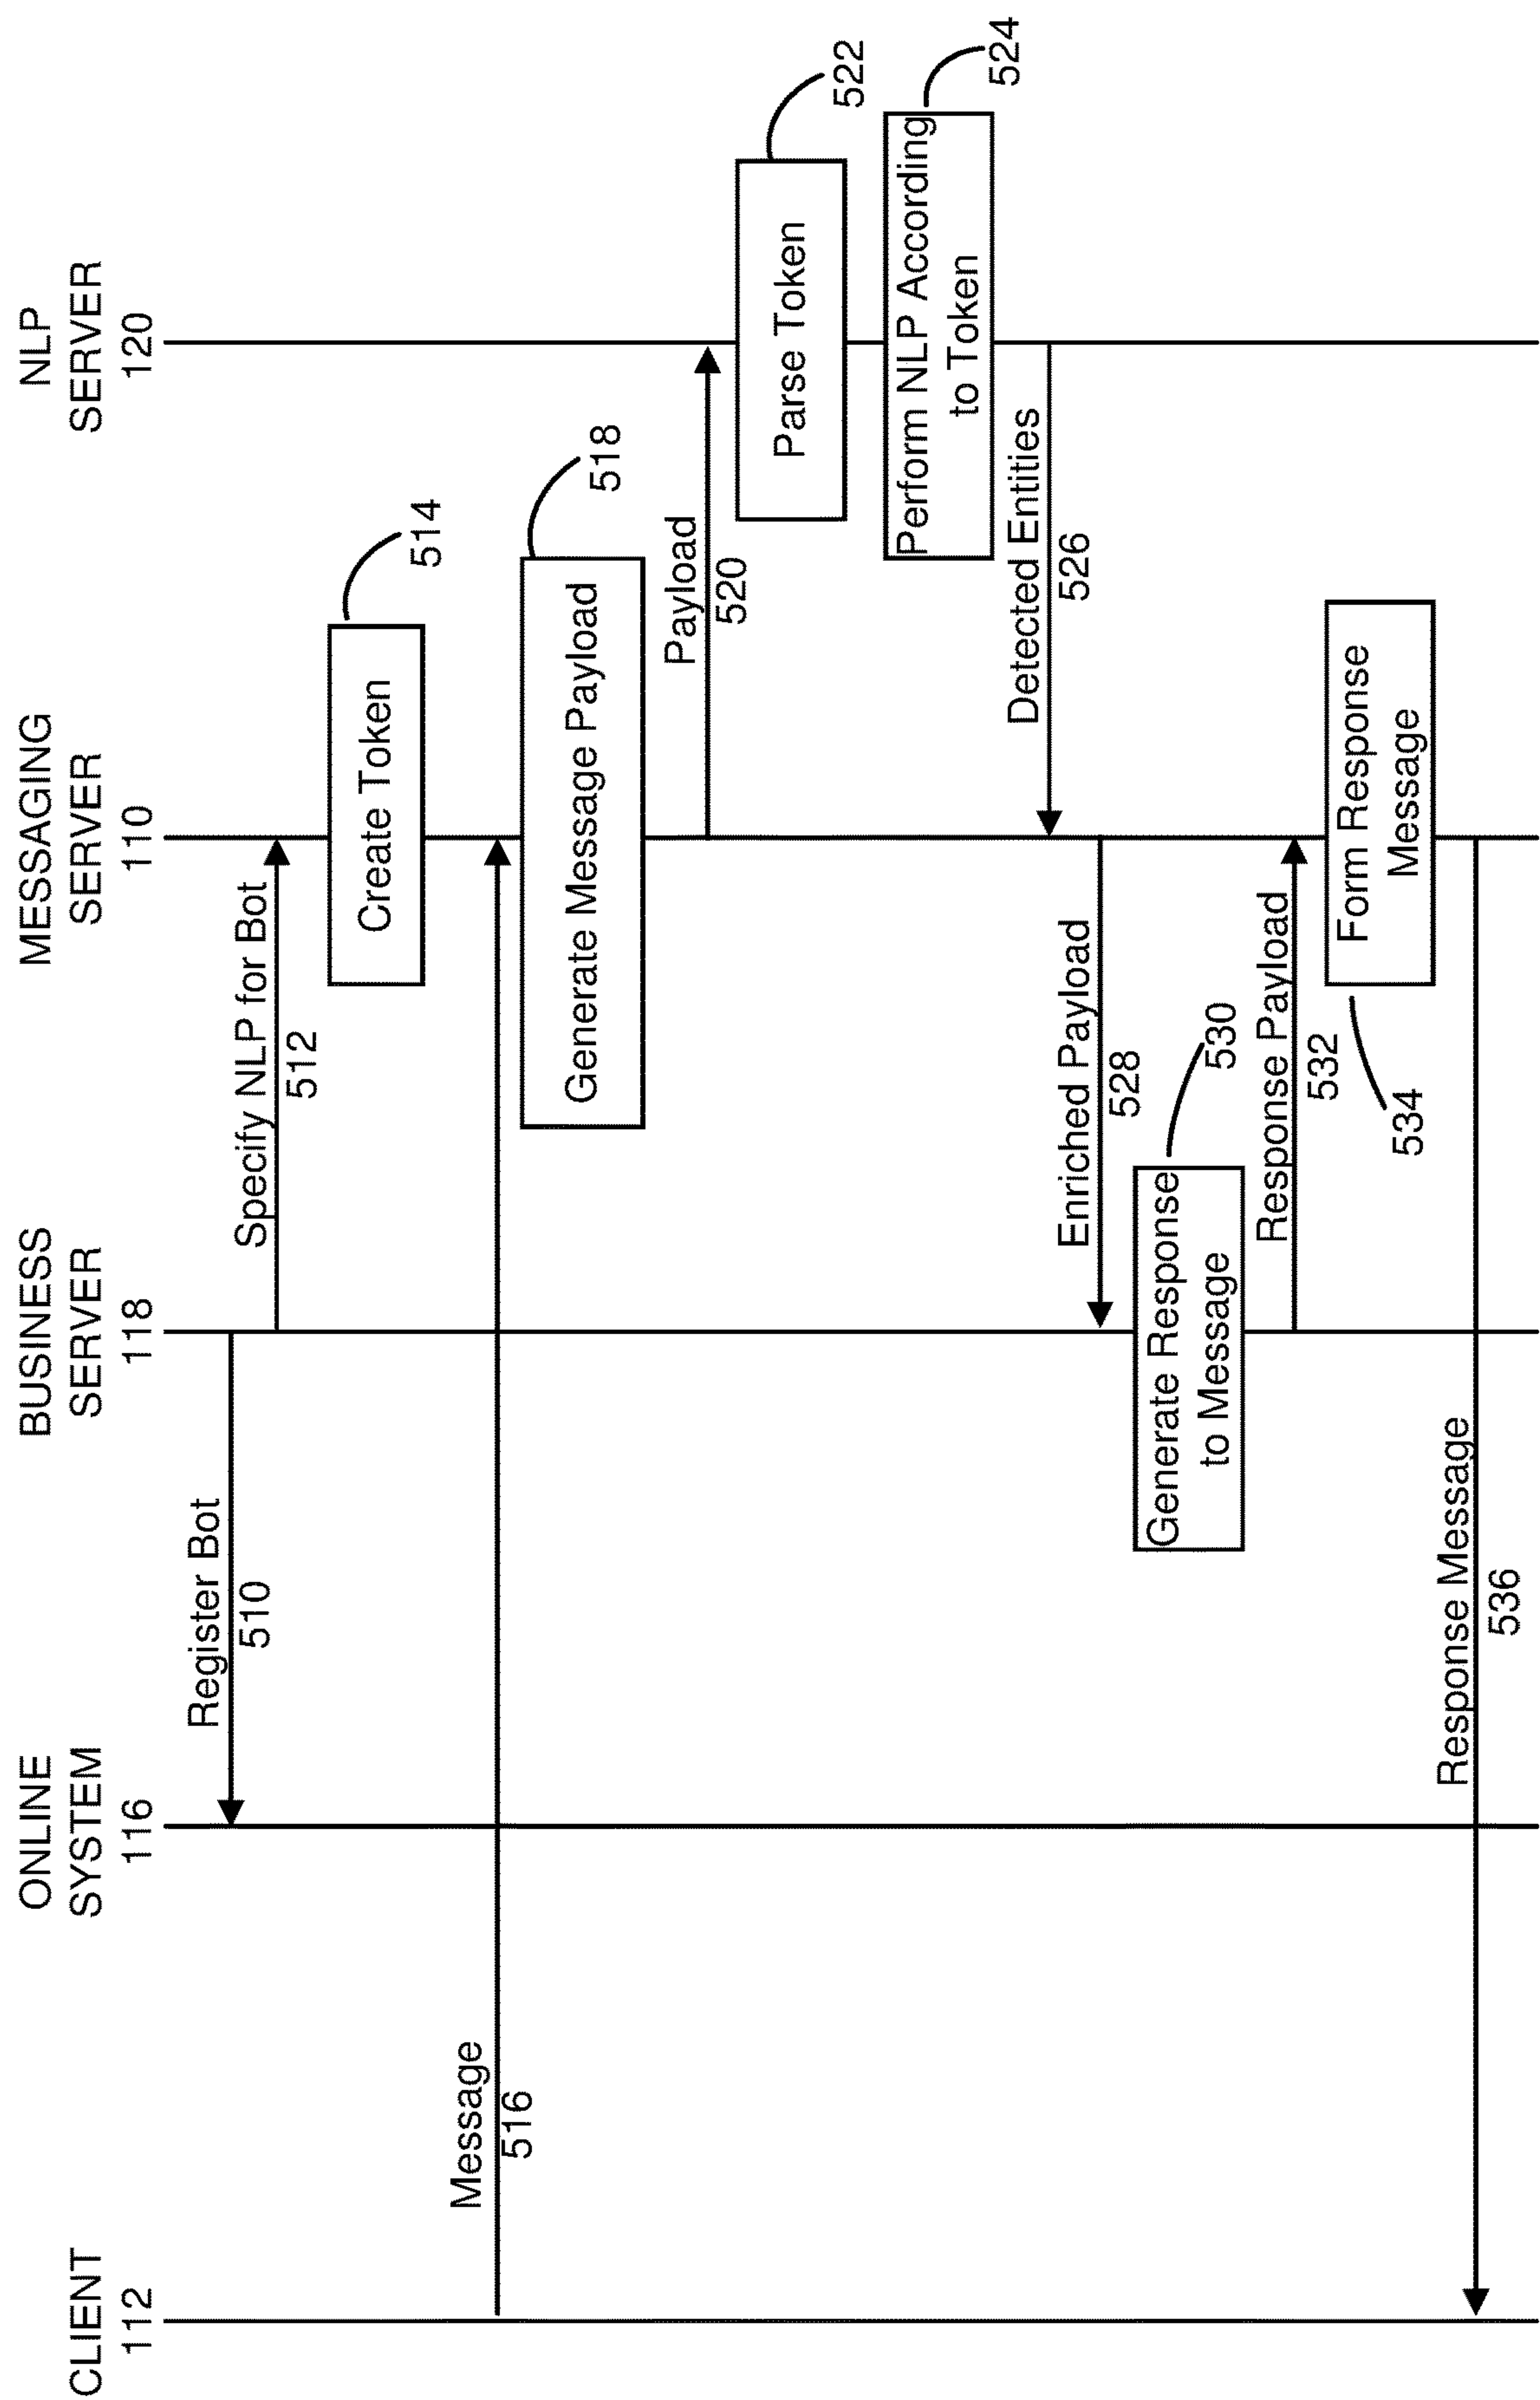 CLIENT
112
ONLINE
SYSTEM
116
BUSINESS
SERVER
118
MESSAGING
SERVER
110
NLP
SERVER
120
Register Bot
510
Specify NLP for Bot
512
Create Token
514
Message
516
Generate Message Payload
518
Payload
520
Parse Token
522
Perform NLP According
to Token
524
Detected Entities
526
Enriched Payload
528
Generate Response
to Message
530
Response Payload
532
Form Response
Message
534
Response Message
536